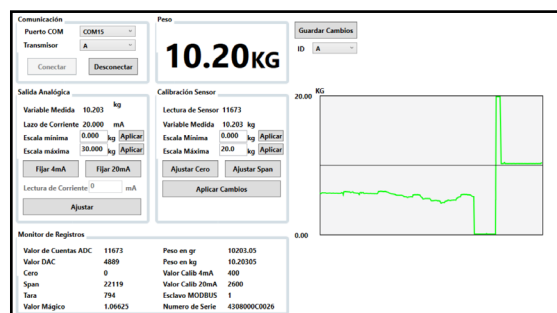 Comunicación
Puerto COM COM15
Transmisor A
Conectar Desconectar
Peso
10.20KG
Guardar Cambios
ID A
Salida Analógica
Variable Medida 10.203 kg
Lazo de Corriente 20.000 mA
Escala mínima 0.000 kg Aplicar
Escala máxima 30.000 kg Aplicar
Fijar 4mA Fijar 20mA
Lectura de Corriente 0 mA
Ajustar
Calibración Sensor
Lectura de Sensor 11673
Variable Medida 10.203 kg
Escala Mínima 0.000 kg Aplicar
Escala Máxima 20.0 kg Aplicar
Ajustar Cero Ajustar Span
Aplicar Cambios
20.00 KG
0.00
Monitor de Registros
Valor de Cuentas ADC 11673 Peso en gr 10203.05
Valor DAC 4889 Peso en kg 10.20305
Cero 0 Valor Calib 4mA 400
Span 22119 Valor Calib 20mA 2600
Tara 794 Esclavo MODBUS 1
Valor Mágico 1.06625 Numero de Serie 4308000C0026